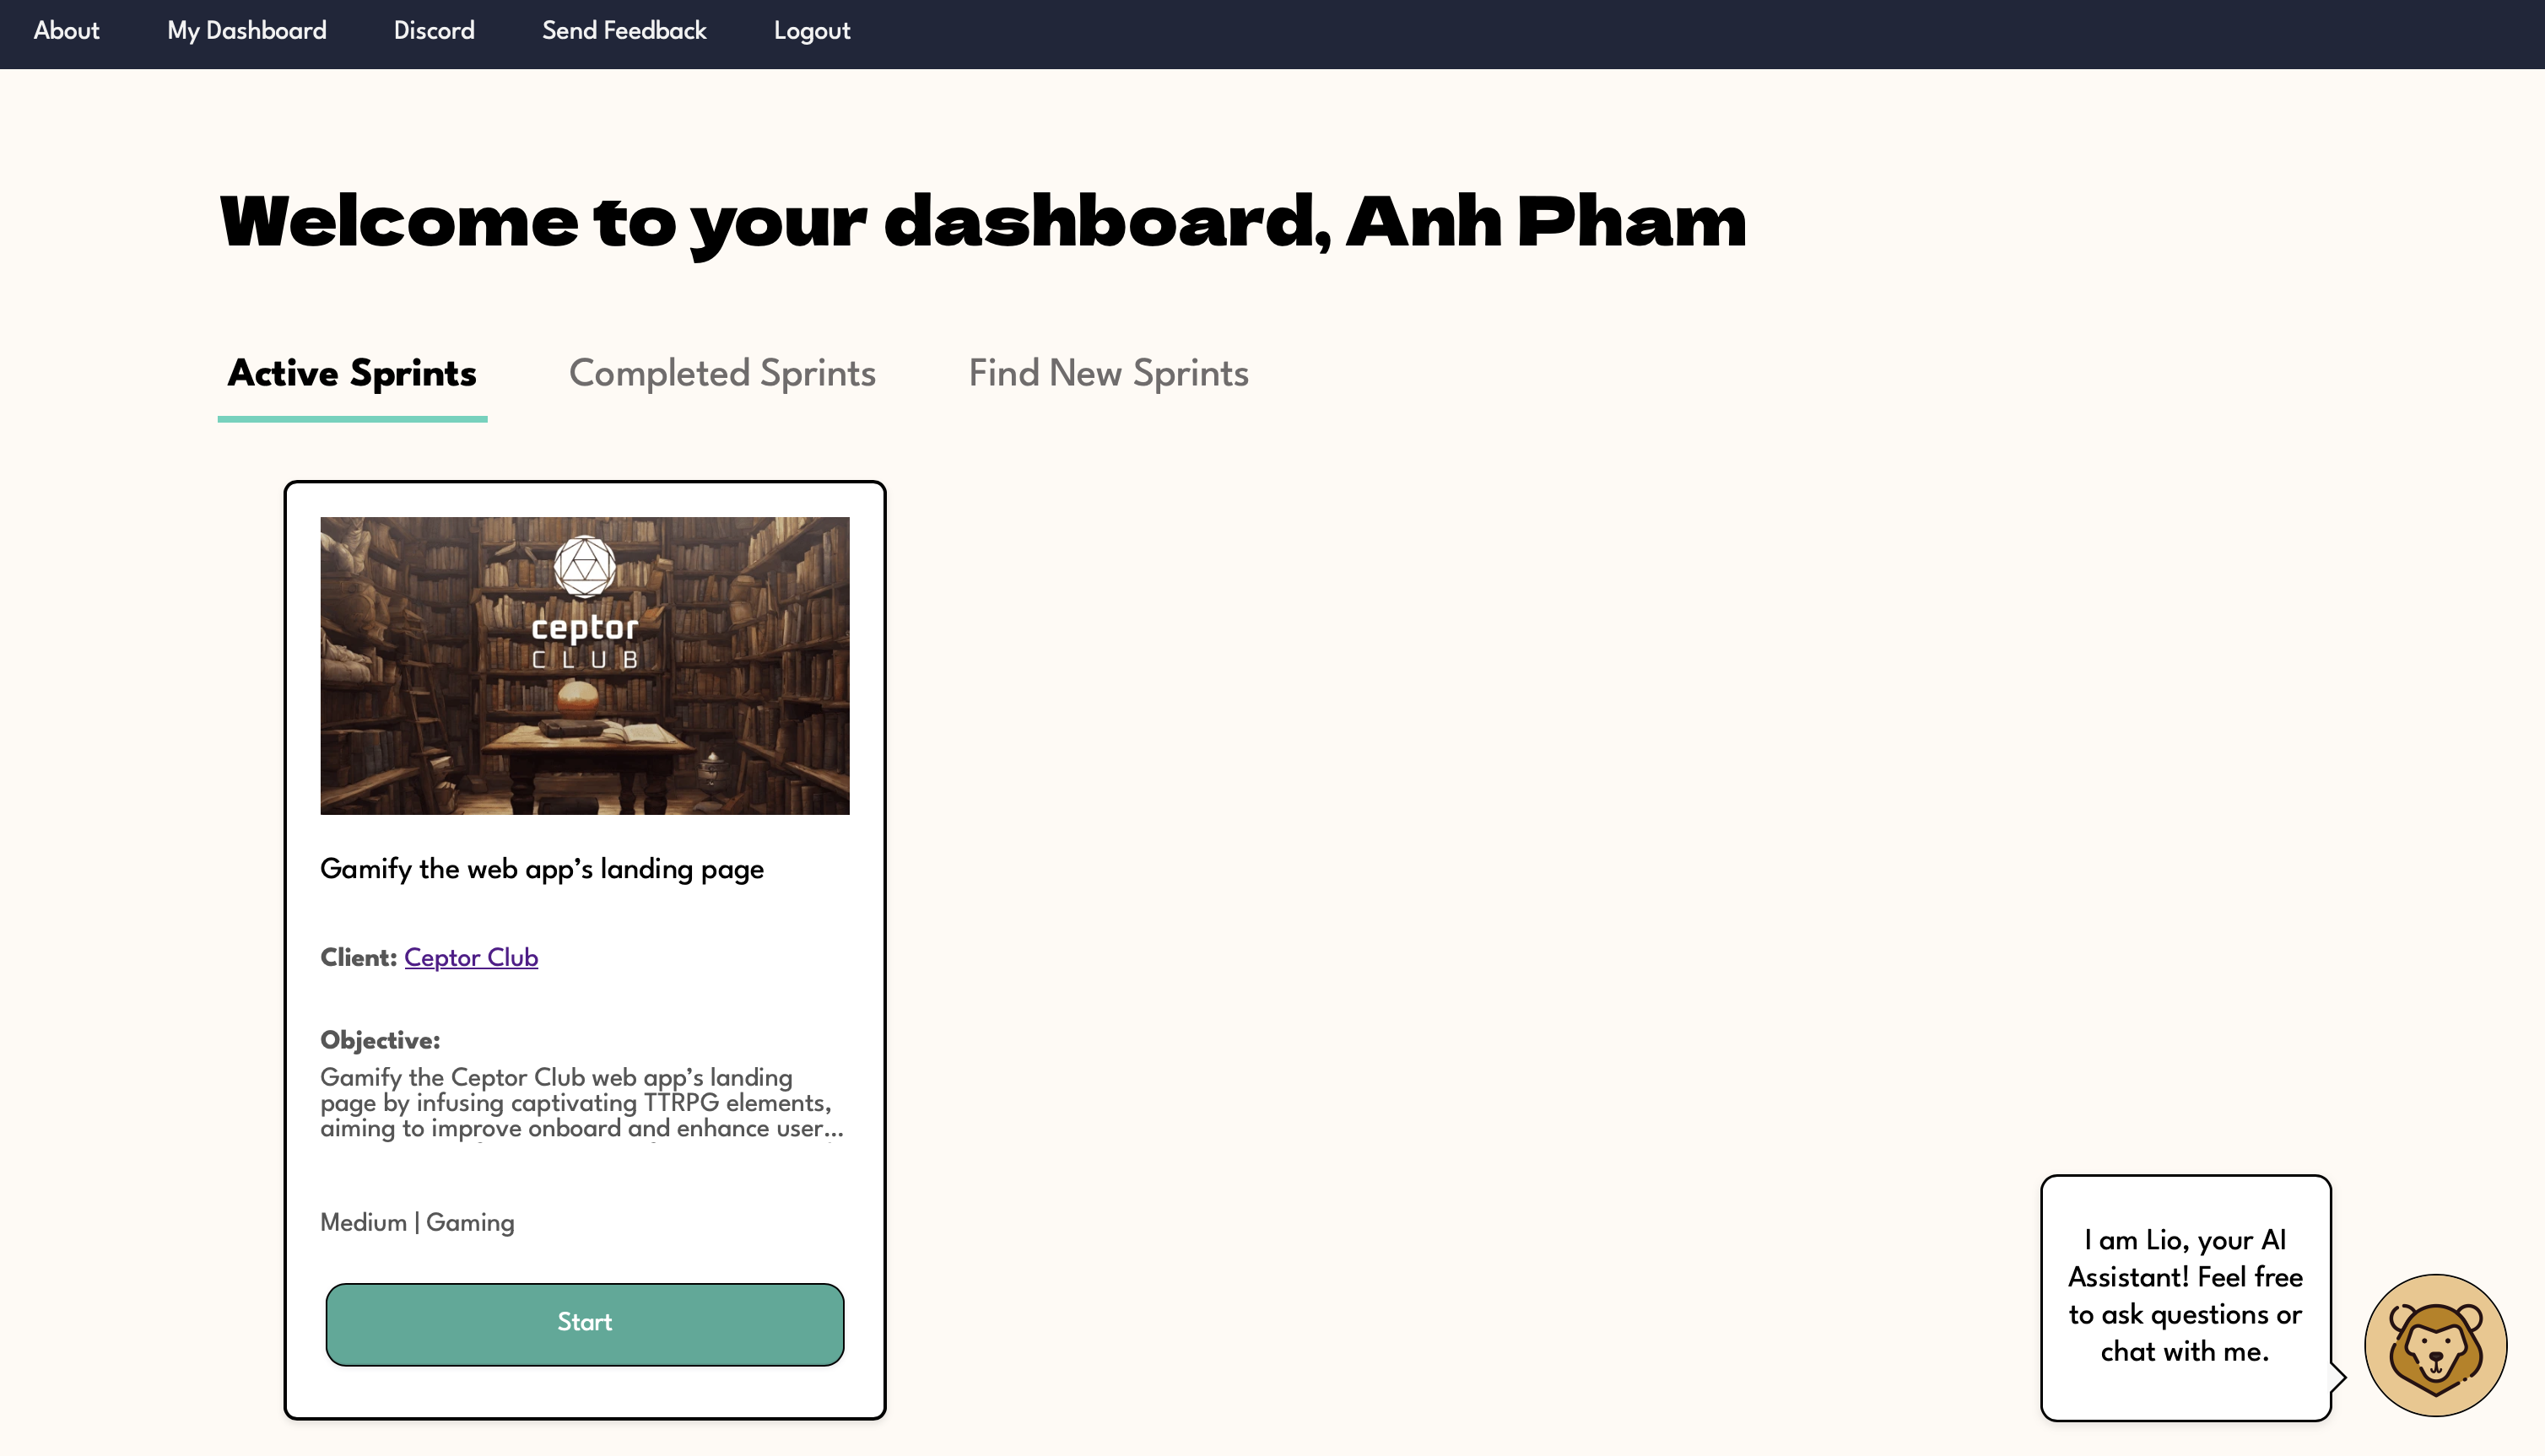 About
My Dashboard
Discord
Send Feedback
Logout
Welcome to your dashboard, Anh Pham
Active Sprints
Completed Sprints
Find New Sprints
ceptor
CLUB
Gamify the web app’s landing page
Client: Ceptor Club
Objective:
Gamify the Ceptor Club web app’s landing
page by infusing captivating TTRPG elements,
aiming to improve onboard and enhance user...
Medium | Gaming
Start
I am Lio, your AI
Assistant! Feel free
to ask questions or
chat with me.